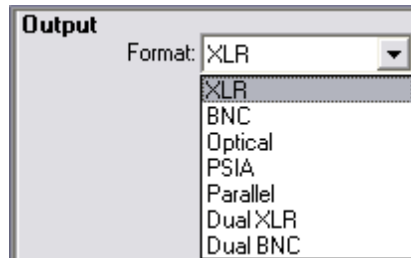 Output
Format: XLR
XLR
BNC
Optical
PSIA
Parallel
Dual XLR
Dual BNC